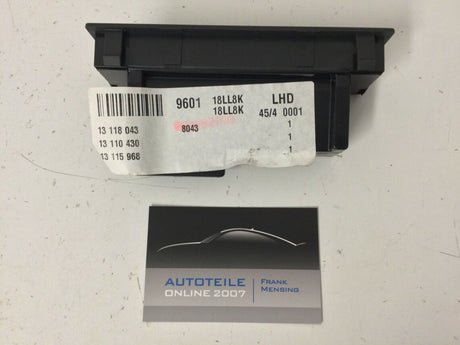 9601 18LL8K LHD
18LL8K 45/4 0001
13 118 043 8043 1
13 110 430 1
13 115 968 1
AUTOTEILE
ONLINE 2007
FRANK
MENSING